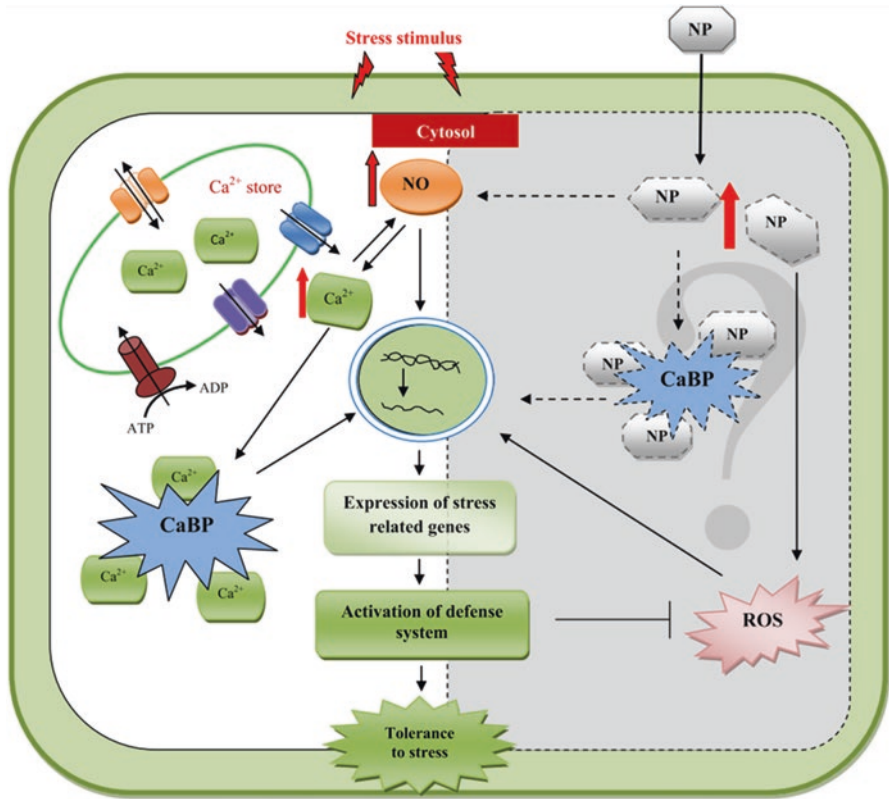 Stress stimulus
NP
Cytosol
Ca²⁺ store
NO
NP
NP
Ca²⁺
Ca²⁺
Ca²⁺
Ca²⁺
ADP
ATP
NP
NP
CaBP
NP
Ca²⁺
CaBP
Ca²⁺
Ca²⁺
Expression of stress
related genes
Activation of defense
system
ROS
Tolerance
to stress